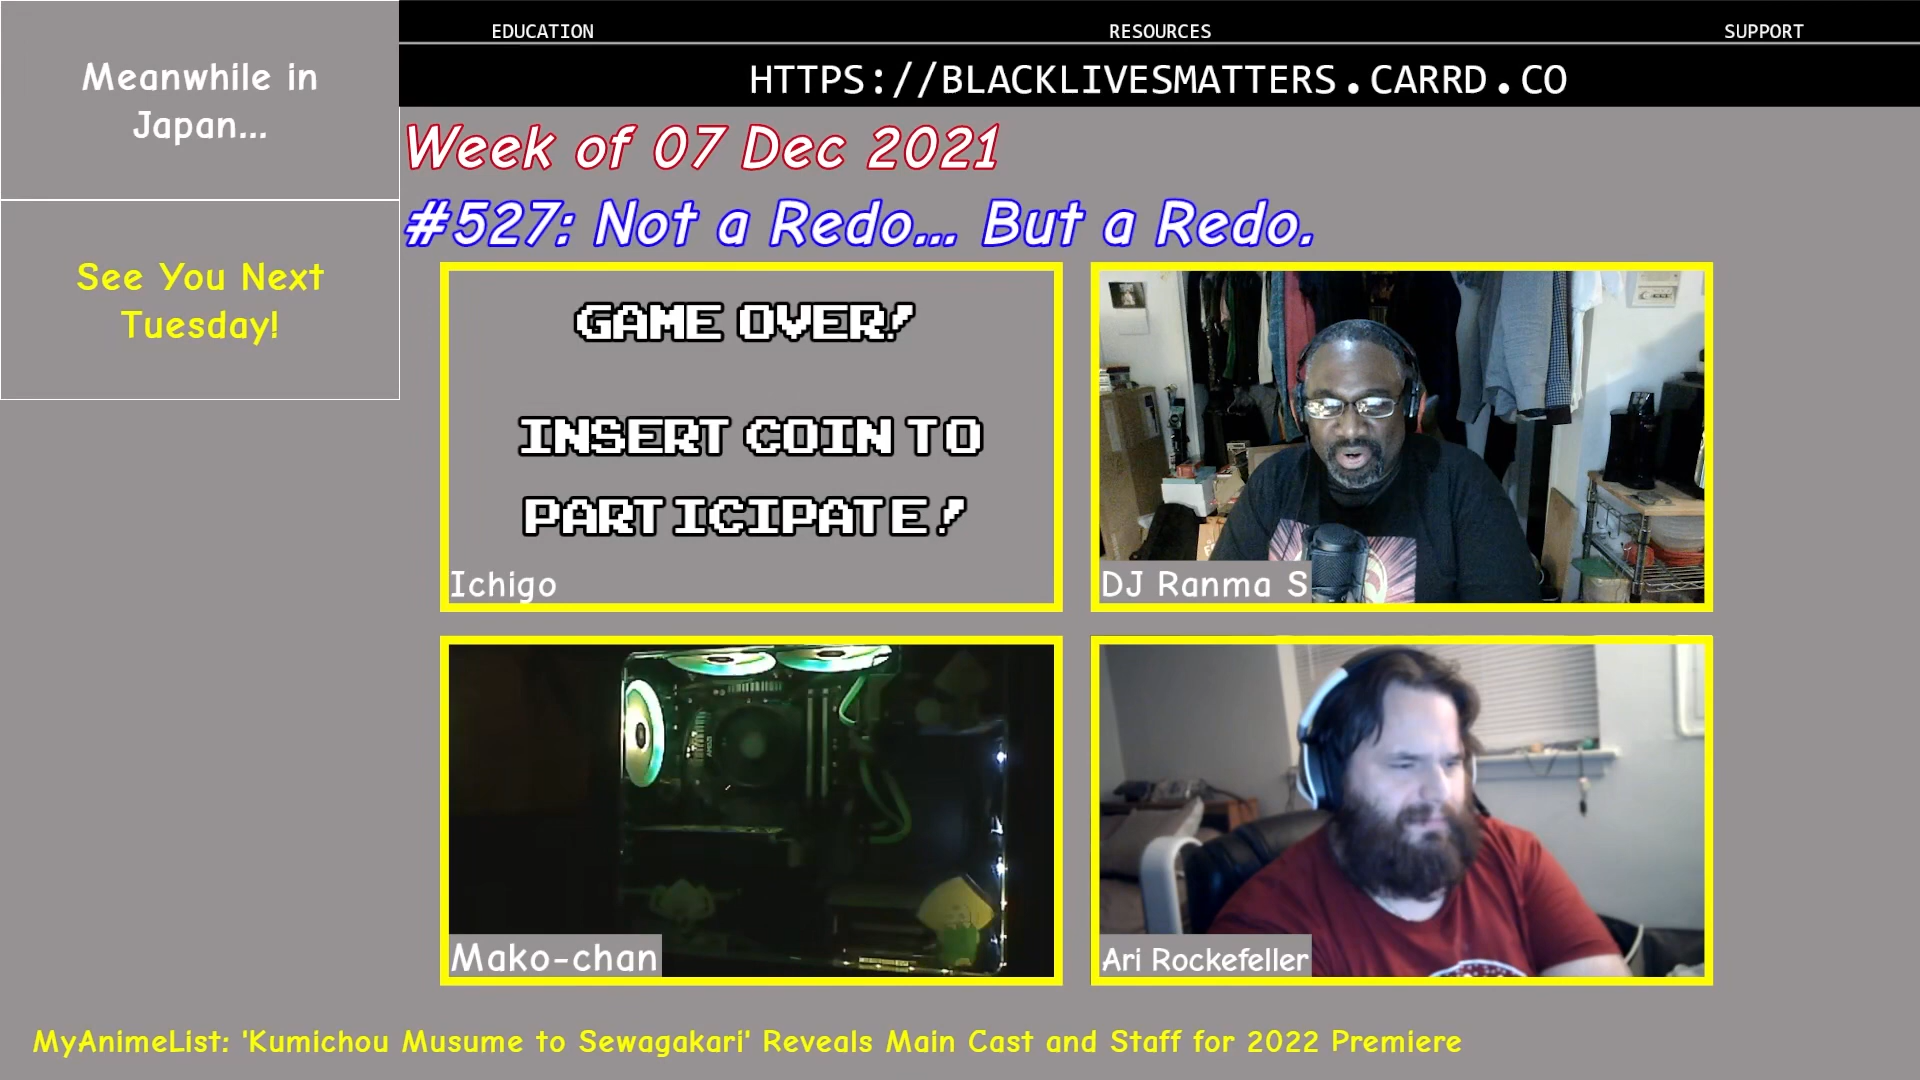 Meanwhile in
Japan...
See You Next
Tuesday!
EDUCATION
RESOURCES
SUPPORT
HTTPS://BLACKLIVESMATTERS.CARRD.CO
Week of 07 Dec 2021
#527: Not a Redo... But a Redo.
GAME OVER!
INSERT COIN TO
PARTICIPATE!
Ichigo
DJ Ranma S
Mako-chan
Ari Rockefeller
MyAnimeList: 'Kumichou Musume to Sewagakari' Reveals Main Cast and Staff for 2022 Premiere